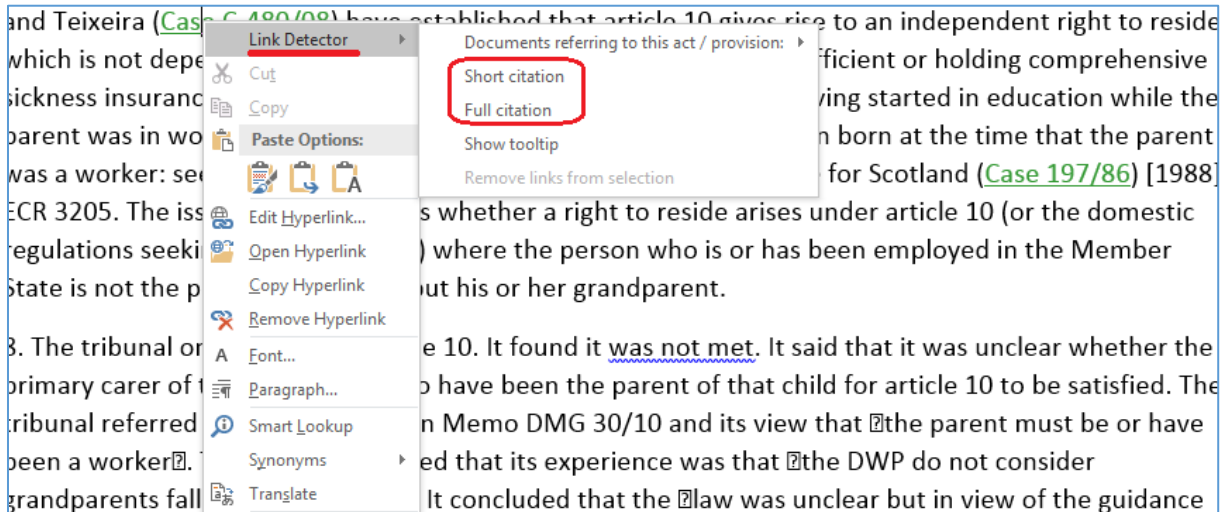 and Teixeira (Case C-480/08) have established that article 10 gives rise to an independent right to reside
which is not depe
fficient or holding comprehensive
sickness insuranc
ving started in education while the
parent was in wo
n born at the time that the parent
was a worker: see
for Scotland (Case 197/86) [1988]
ECR 3205. The iss
s whether a right to reside arises under article 10 (or the domestic
regulations seeki
) where the person who is or has been employed in the Member
State is not the p
ut his or her grandparent.
3. The tribunal or
e 10. It found it was not met. It said that it was unclear whether the
primary carer of t
o have been the parent of that child for article 10 to be satisfied. The
tribunal referred
n Memo DMG 30/10 and its view that the parent must be or have
been a worker.
ed that its experience was that the DWP do not consider
grandparents fall
It concluded that the law was unclear but in view of the guidance
Link Detector
Cut
Copy
Paste Options:
Edit Hyperlink...
Open Hyperlink
Copy Hyperlink
Remove Hyperlink
Font...
Paragraph...
Smart Lookup
Synonyms
Translate
Documents referring to this act / provision:
Short citation
Full citation
Show tooltip
Remove links from selection